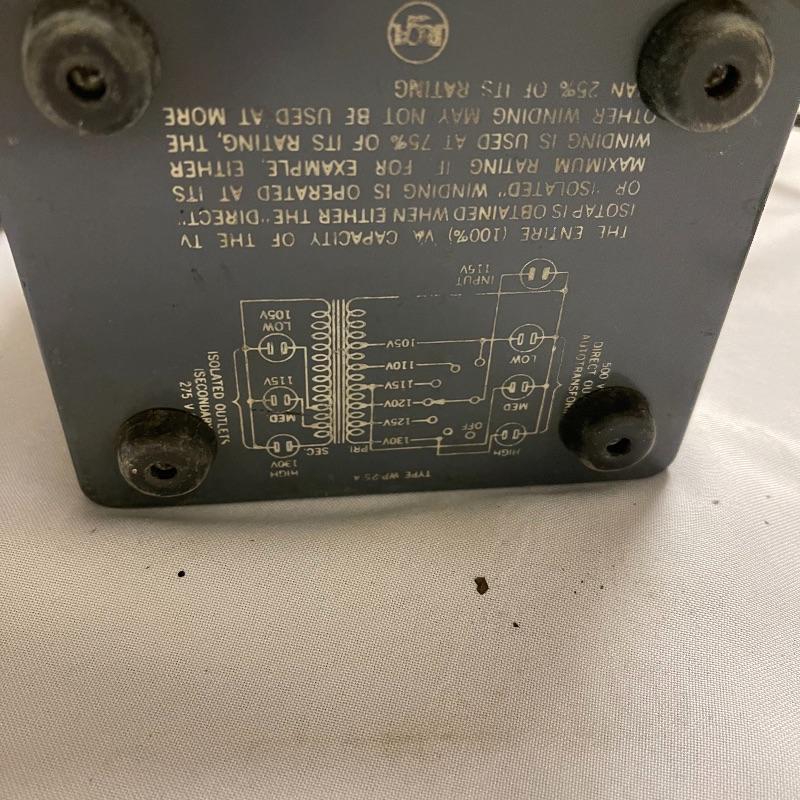 TYPE WP-25 A
HIGH
130V
MED
115V
LOW
105V
ISOLATED OUTLETS
275 V
SEC.
PRI
130V
125V
120V
115V
110V
105V
OFF
HIGH
MED
LOW
500 V
DIRECT
INPUT
115V
THE ENTIRE (100%) VA CAPACITY OF THE TV
ISOTAP IS OBTAINED WHEN EITHER THE "DIRECT"
OR "ISOLATED" WINDING IS OPERATED AT ITS
MAXIMUM RATING IF FOR EXAMPLE, EITHER
WINDING IS USED AT 75% OF ITS RATING, THE
OTHER WINDING MAY NOT BE USED AT MORE
25% OF ITS RATING
RCA